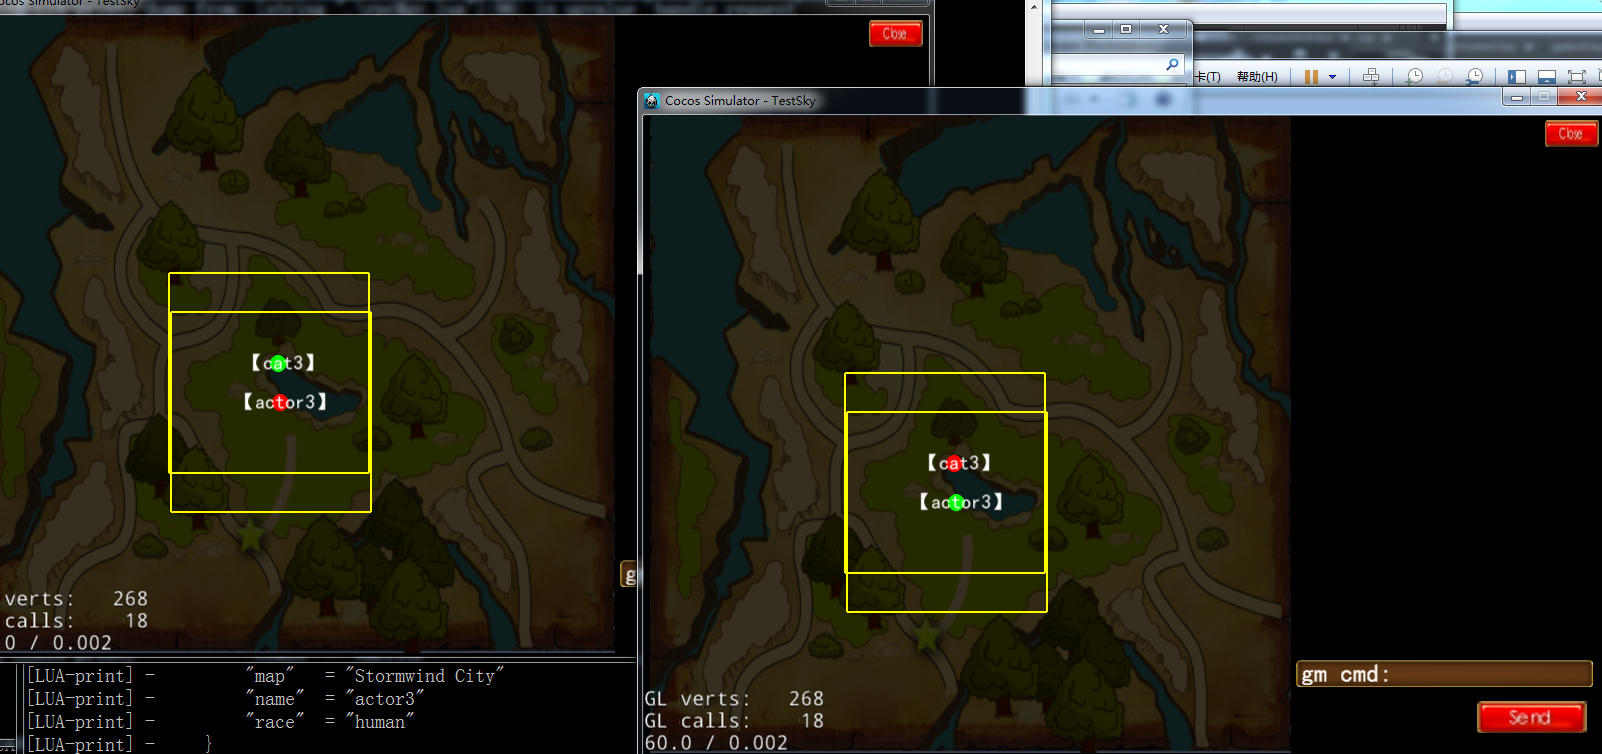 Cocos Simulator - TestSky
Close
【cat3】
【actor3】
g
verts: 268
calls: 18
0 / 0.002
[LUA-print] - "map" = "Stormwind City"
[LUA-print] - "name" = "actor3"
[LUA-print] - "race" = "human"
[LUA-print] - }
卡(T) 帮助(H)
Cocos Simulator - TestSky
Close
【cat3】
【actor3】
GL verts: 268
GL calls: 18
60.0 / 0.002
gm cmd:
Send